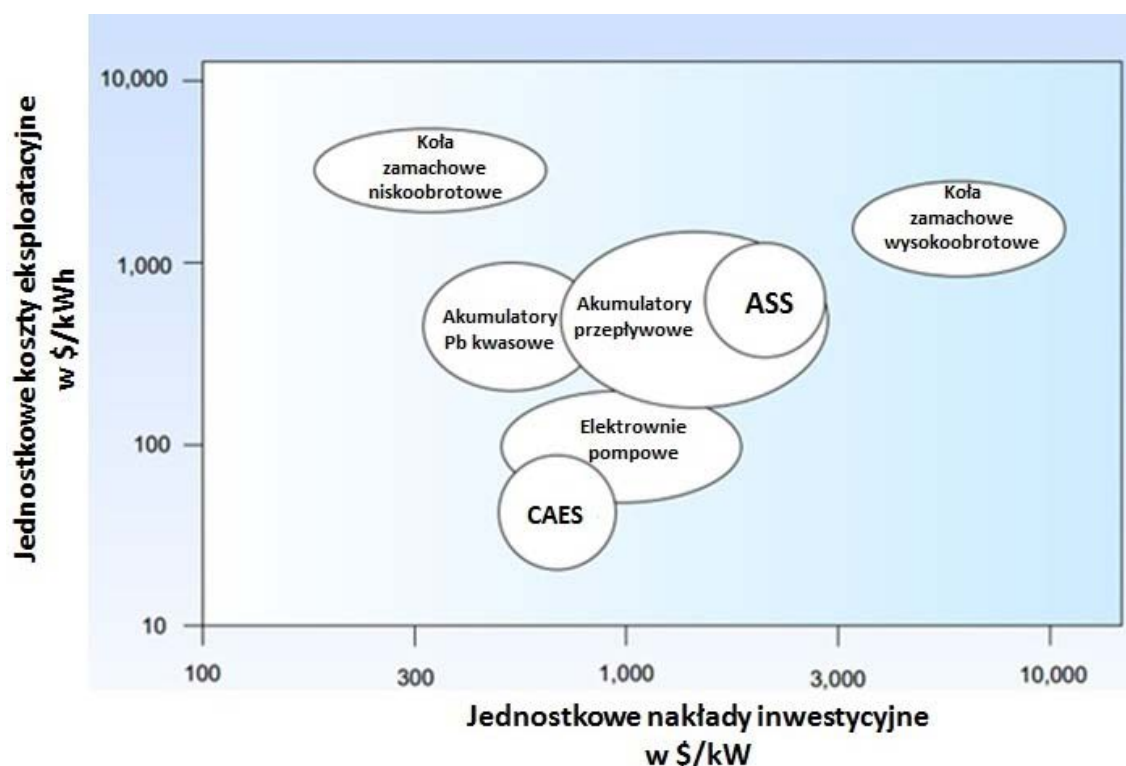 Jednostkowe koszty eksploatacyjne
w $/kWh
10,000
1,000
100
10
Koła
zamachowe
niskoobrotowe
Koła
zamachowe
wysokoobrotowe
Akumulatory
Pb kwasowe
Akumulatory
przepływowe
ASS
Elektrownie
pompowe
CAES
100
300
1,000
3,000
10,000
Jednostkowe nakłady inwestycyjne
w $/kW